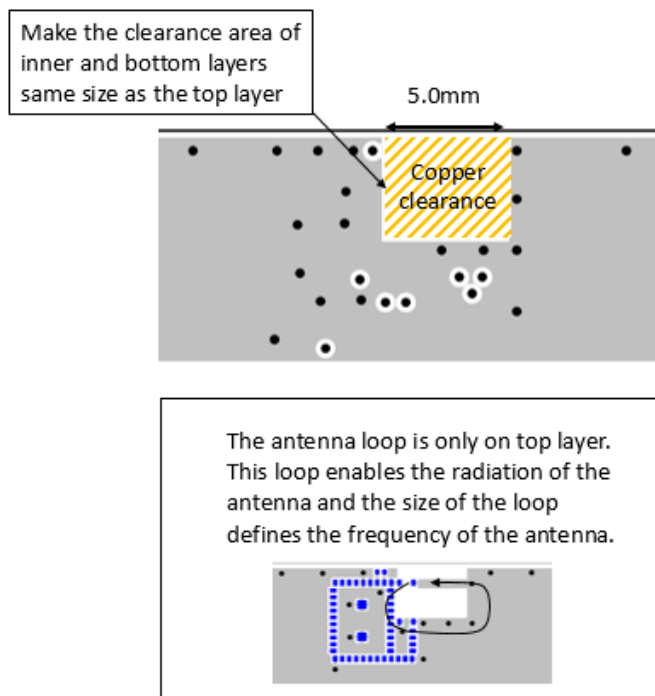 Make the clearance area of
inner and bottom layers
same size as the top layer
5.0mm
Copper
clearance
The antenna loop is only on top layer.
This loop enables the radiation of the
antenna and the size of the loop
defines the frequency of the antenna.